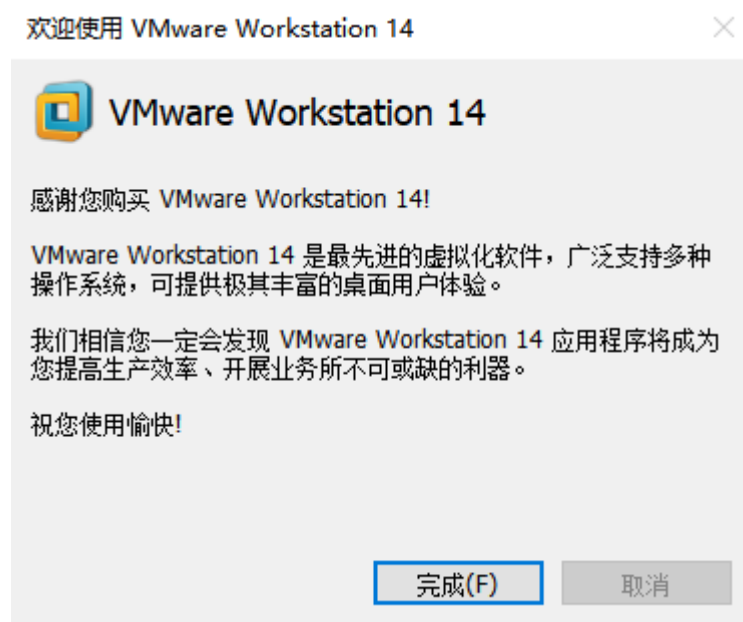 欢迎使用 VMware Workstation 14
VMware Workstation 14
感谢您购买 VMware Workstation 14!
VMware Workstation 14 是最先进的虚拟化软件，广泛支持多种
操作系统，可提供极其丰富的桌面用户体验。
我们相信您一定会发现 VMware Workstation 14 应用程序将成为
您提高生产效率、开展业务所不可或缺的利器。
祝您使用愉快!
完成(F) 取消